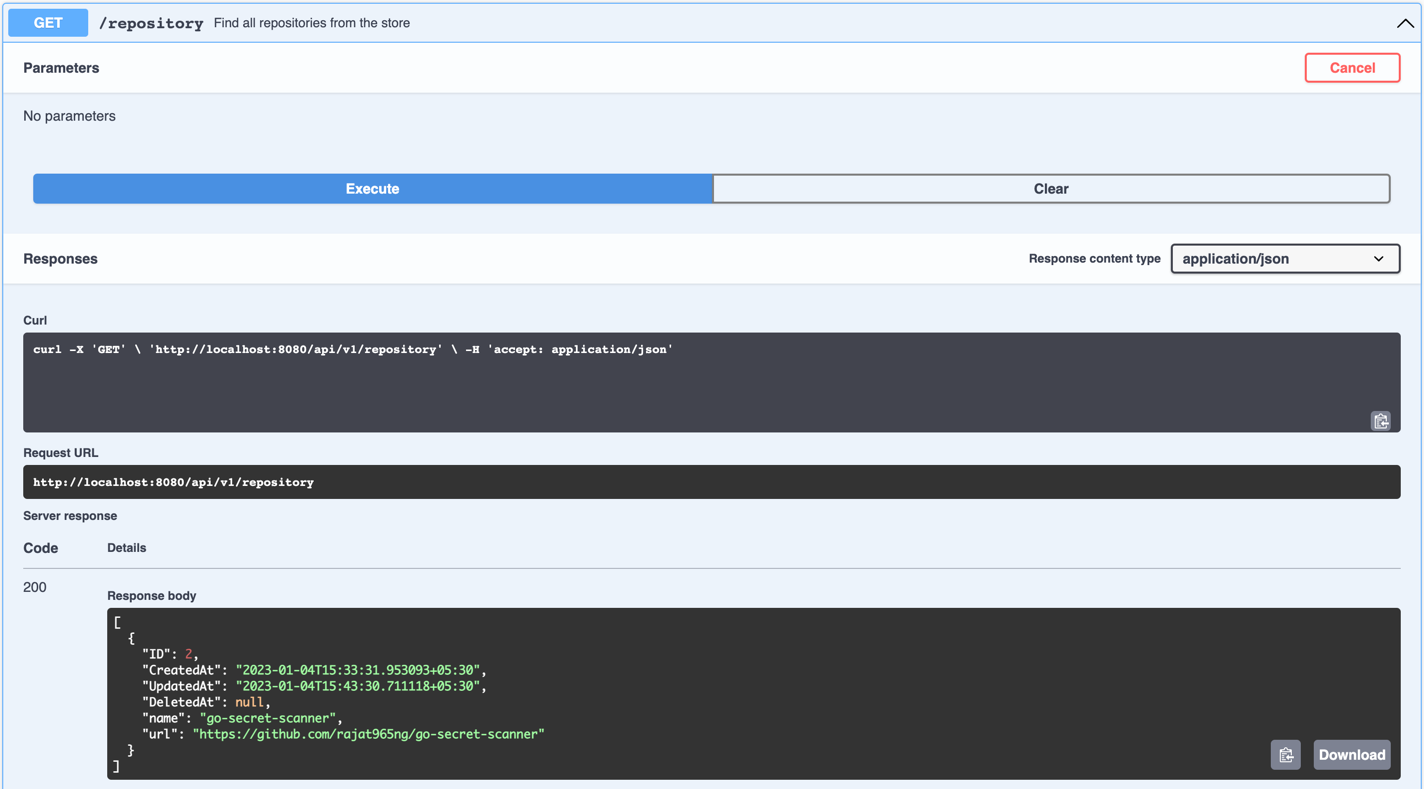 GET /repository Find all repositories from the store
Parameters Cancel
No parameters
Execute Clear
Responses Response content type application/json
Curl
curl -X 'GET' \ 'http://localhost:8080/api/v1/repository' \ -H 'accept: application/json'
Request URL
http://localhost:8080/api/v1/repository
Server response
Code Details
200
Response body
[
  {
    "ID": 2,
    "CreatedAt": "2023-01-04T15:33:31.953093+05:30",
    "UpdatedAt": "2023-01-04T15:43:30.711118+05:30",
    "DeletedAt": null,
    "name": "go-secret-scanner",
    "url": "https://github.com/rajat965ng/go-secret-scanner"
  }
]
Download